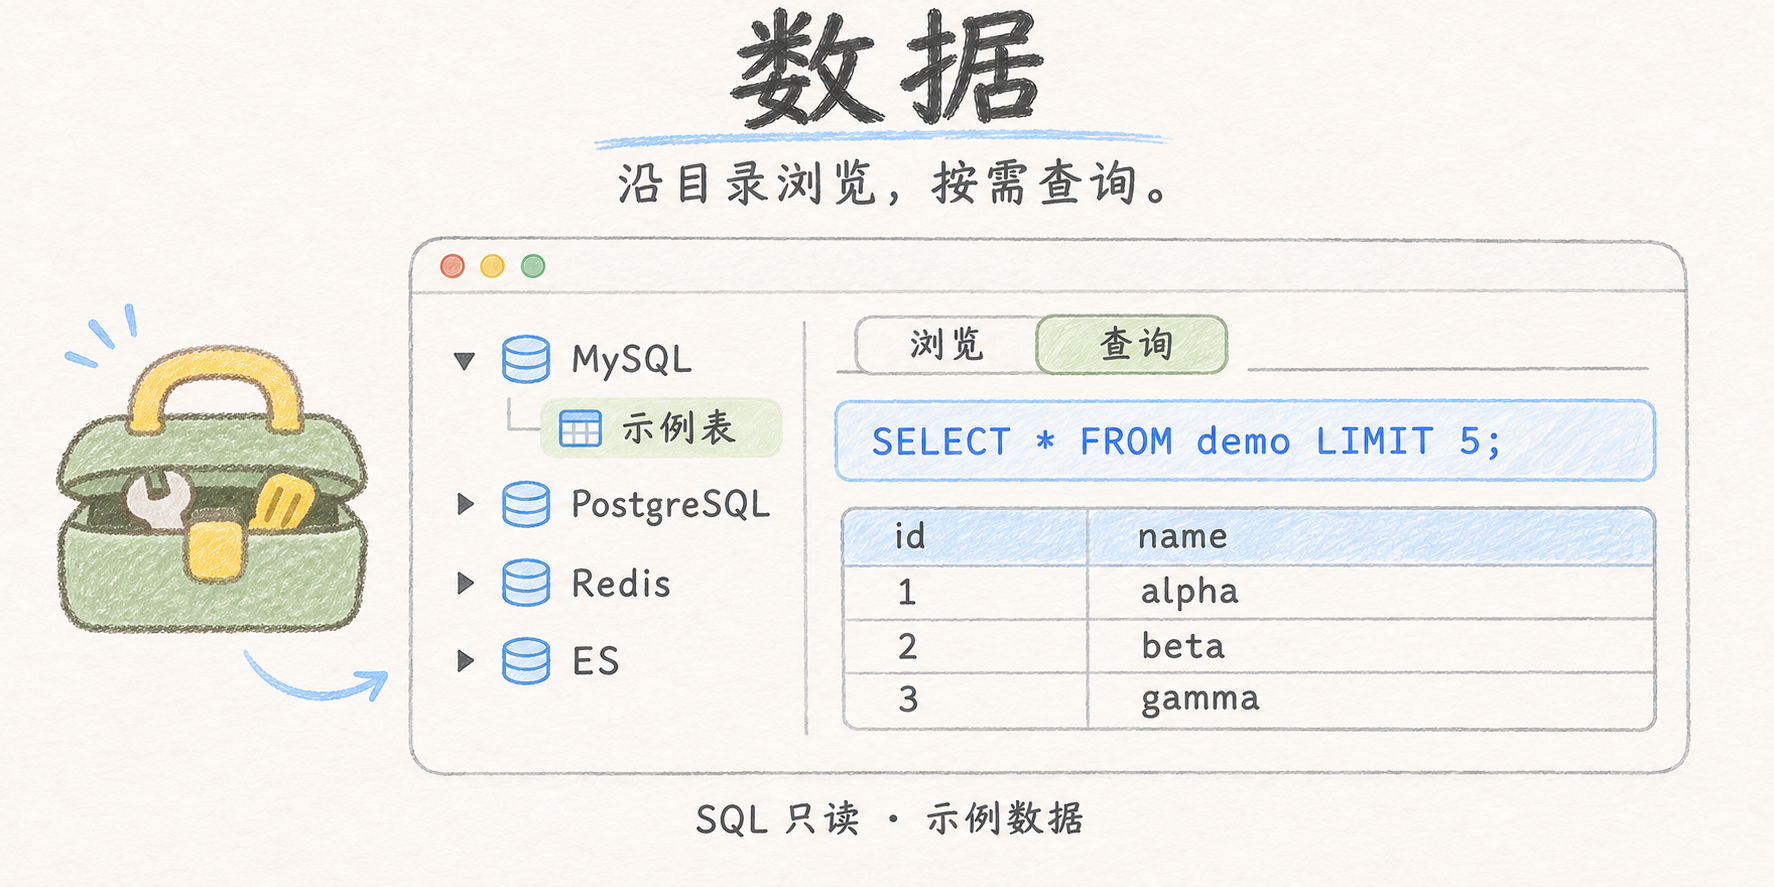 数据
沿目录浏览，按需查询。
MySQL
示例表
PostgreSQL
Redis
ES
浏览 查询
SELECT * FROM demo LIMIT 5;
id name
1 alpha
2 beta
3 gamma
SQL 只读 · 示例数据